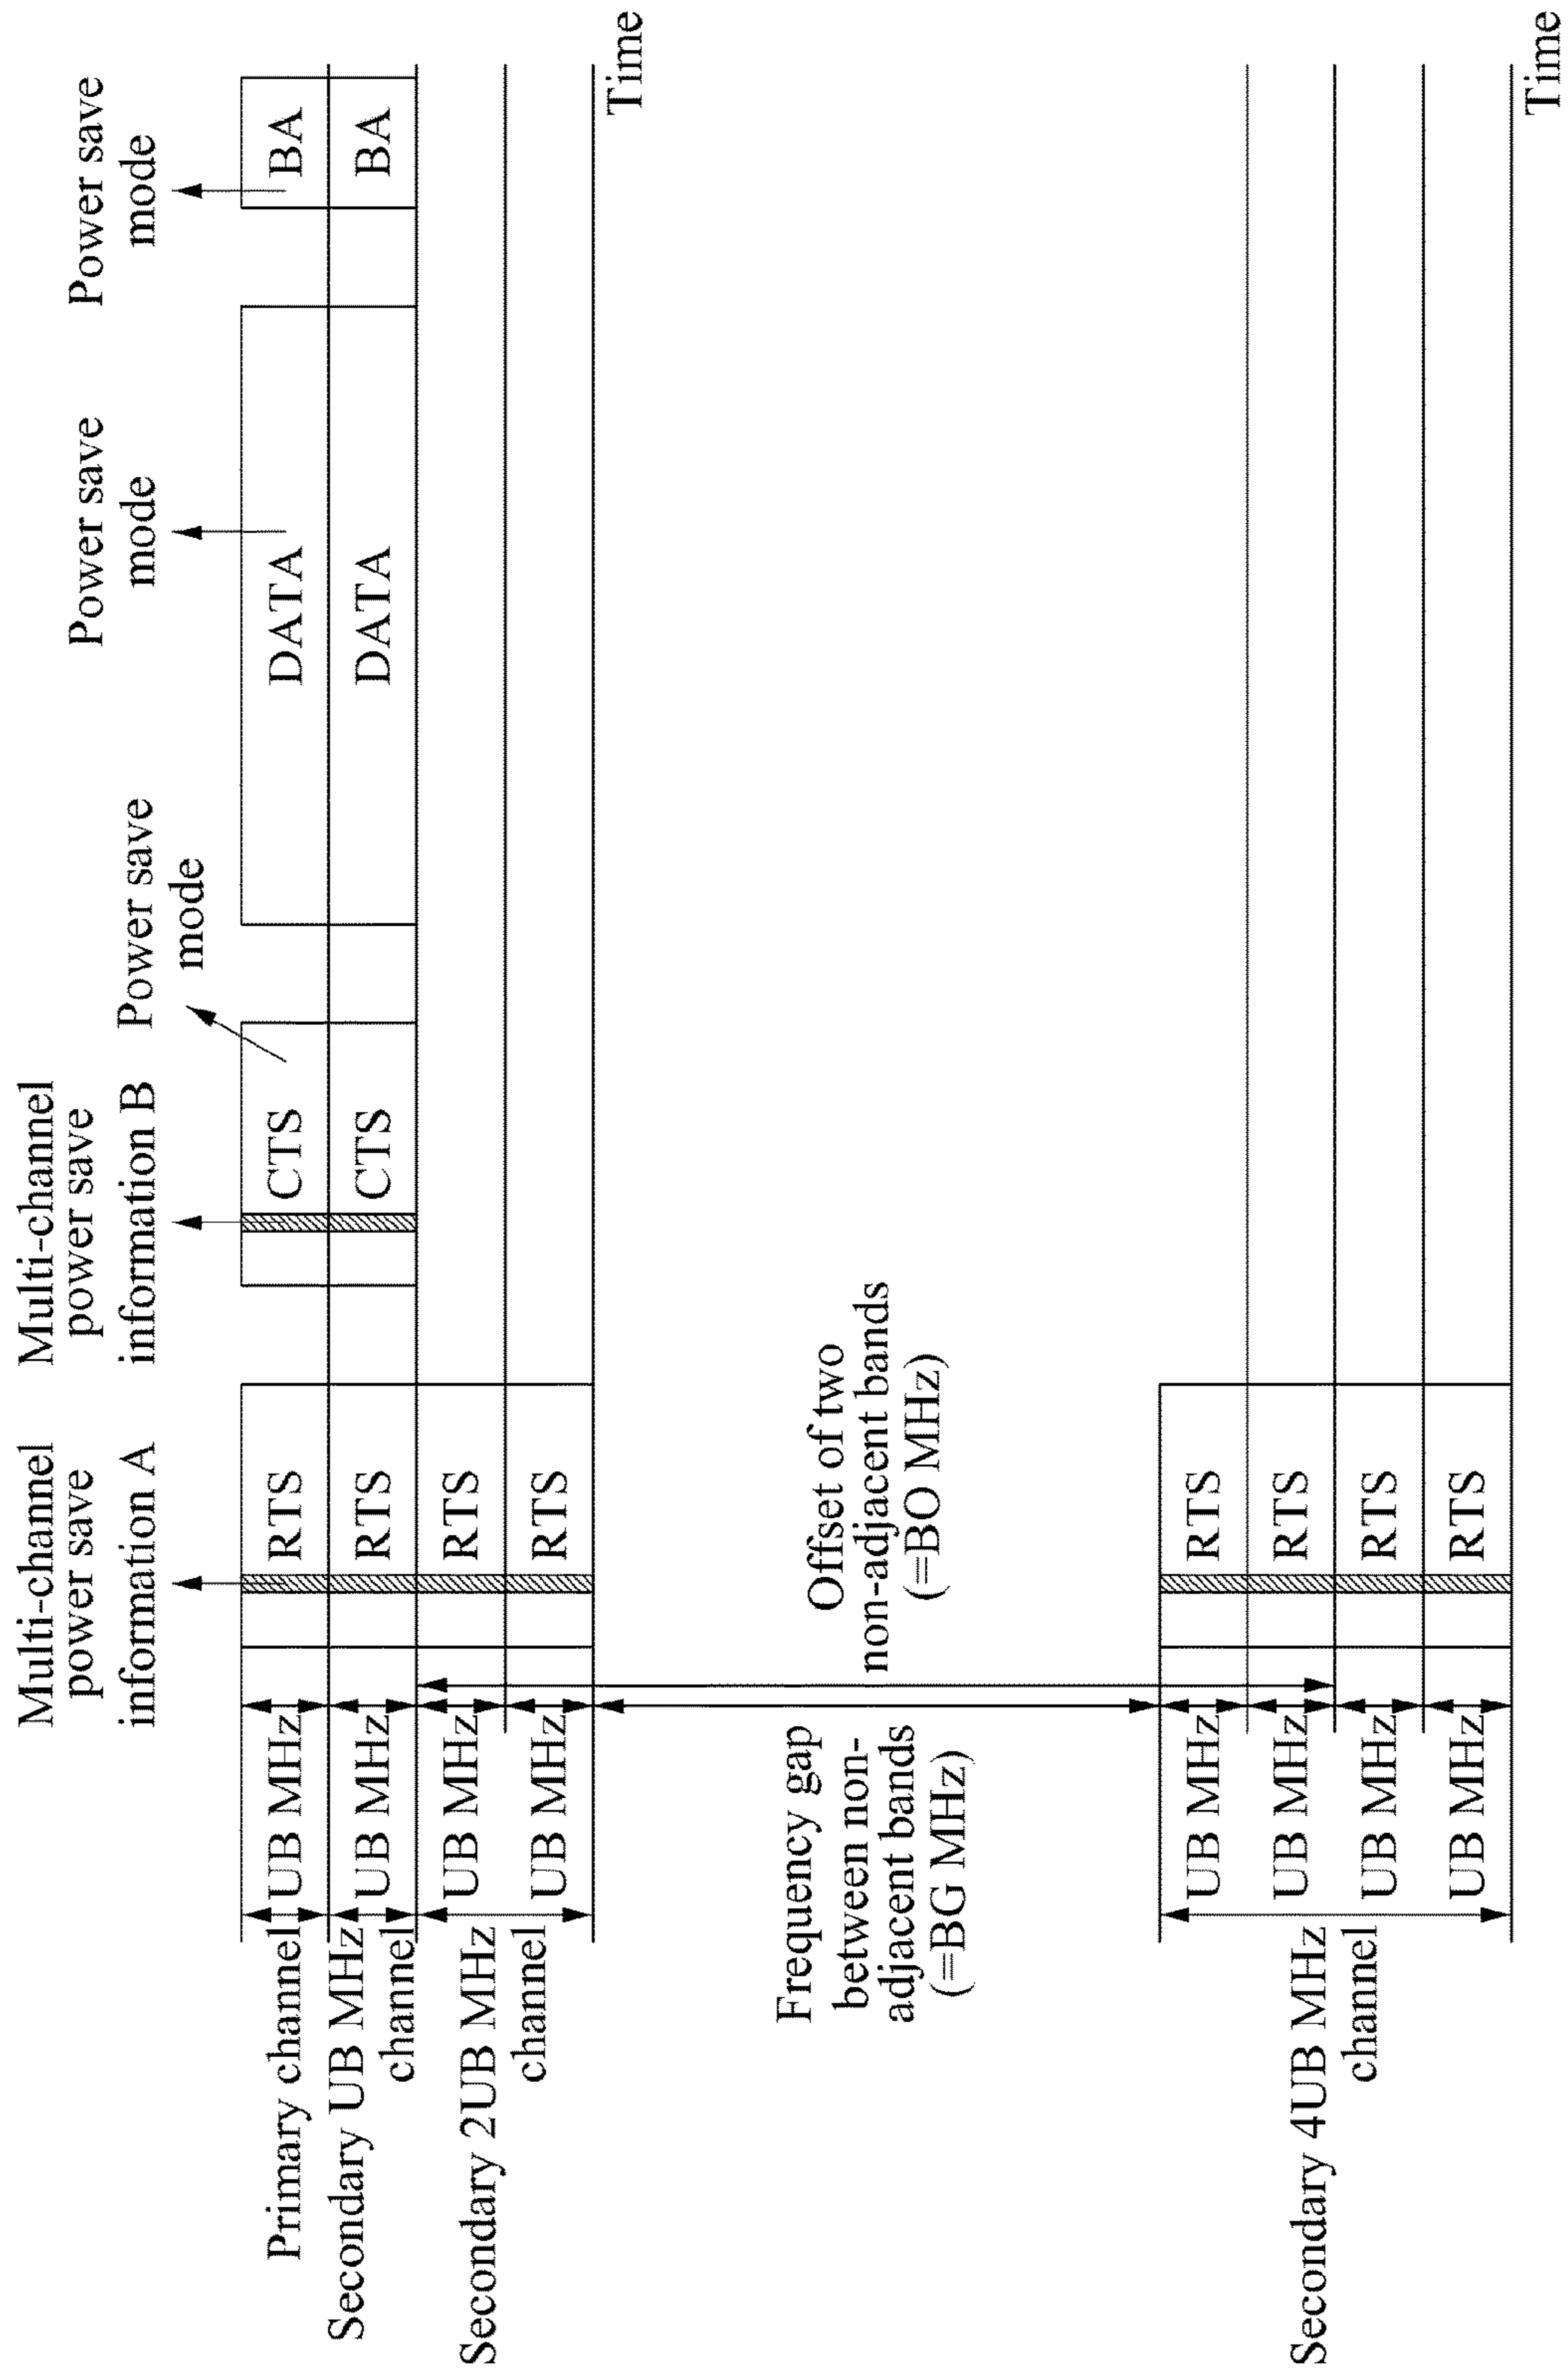 Multi-channel
power save
information A
Multi-channel
power save
information B
Power save
mode
Power save
mode
Power save
mode
Primary channel
UB MHz
RTS
CTS
DATA
BA
Secondary UB MHz
channel
UB MHz
RTS
CTS
DATA
BA
Secondary 2UB MHz
channel
UB MHz
RTS
UB MHz
RTS
Time
Frequency gap
between non-
adjacent bands
(=BG MHz)
Offset of two
non-adjacent bands
(=BO MHz)
Secondary 4UB MHz
channel
UB MHz
RTS
UB MHz
RTS
UB MHz
RTS
UB MHz
RTS
Time